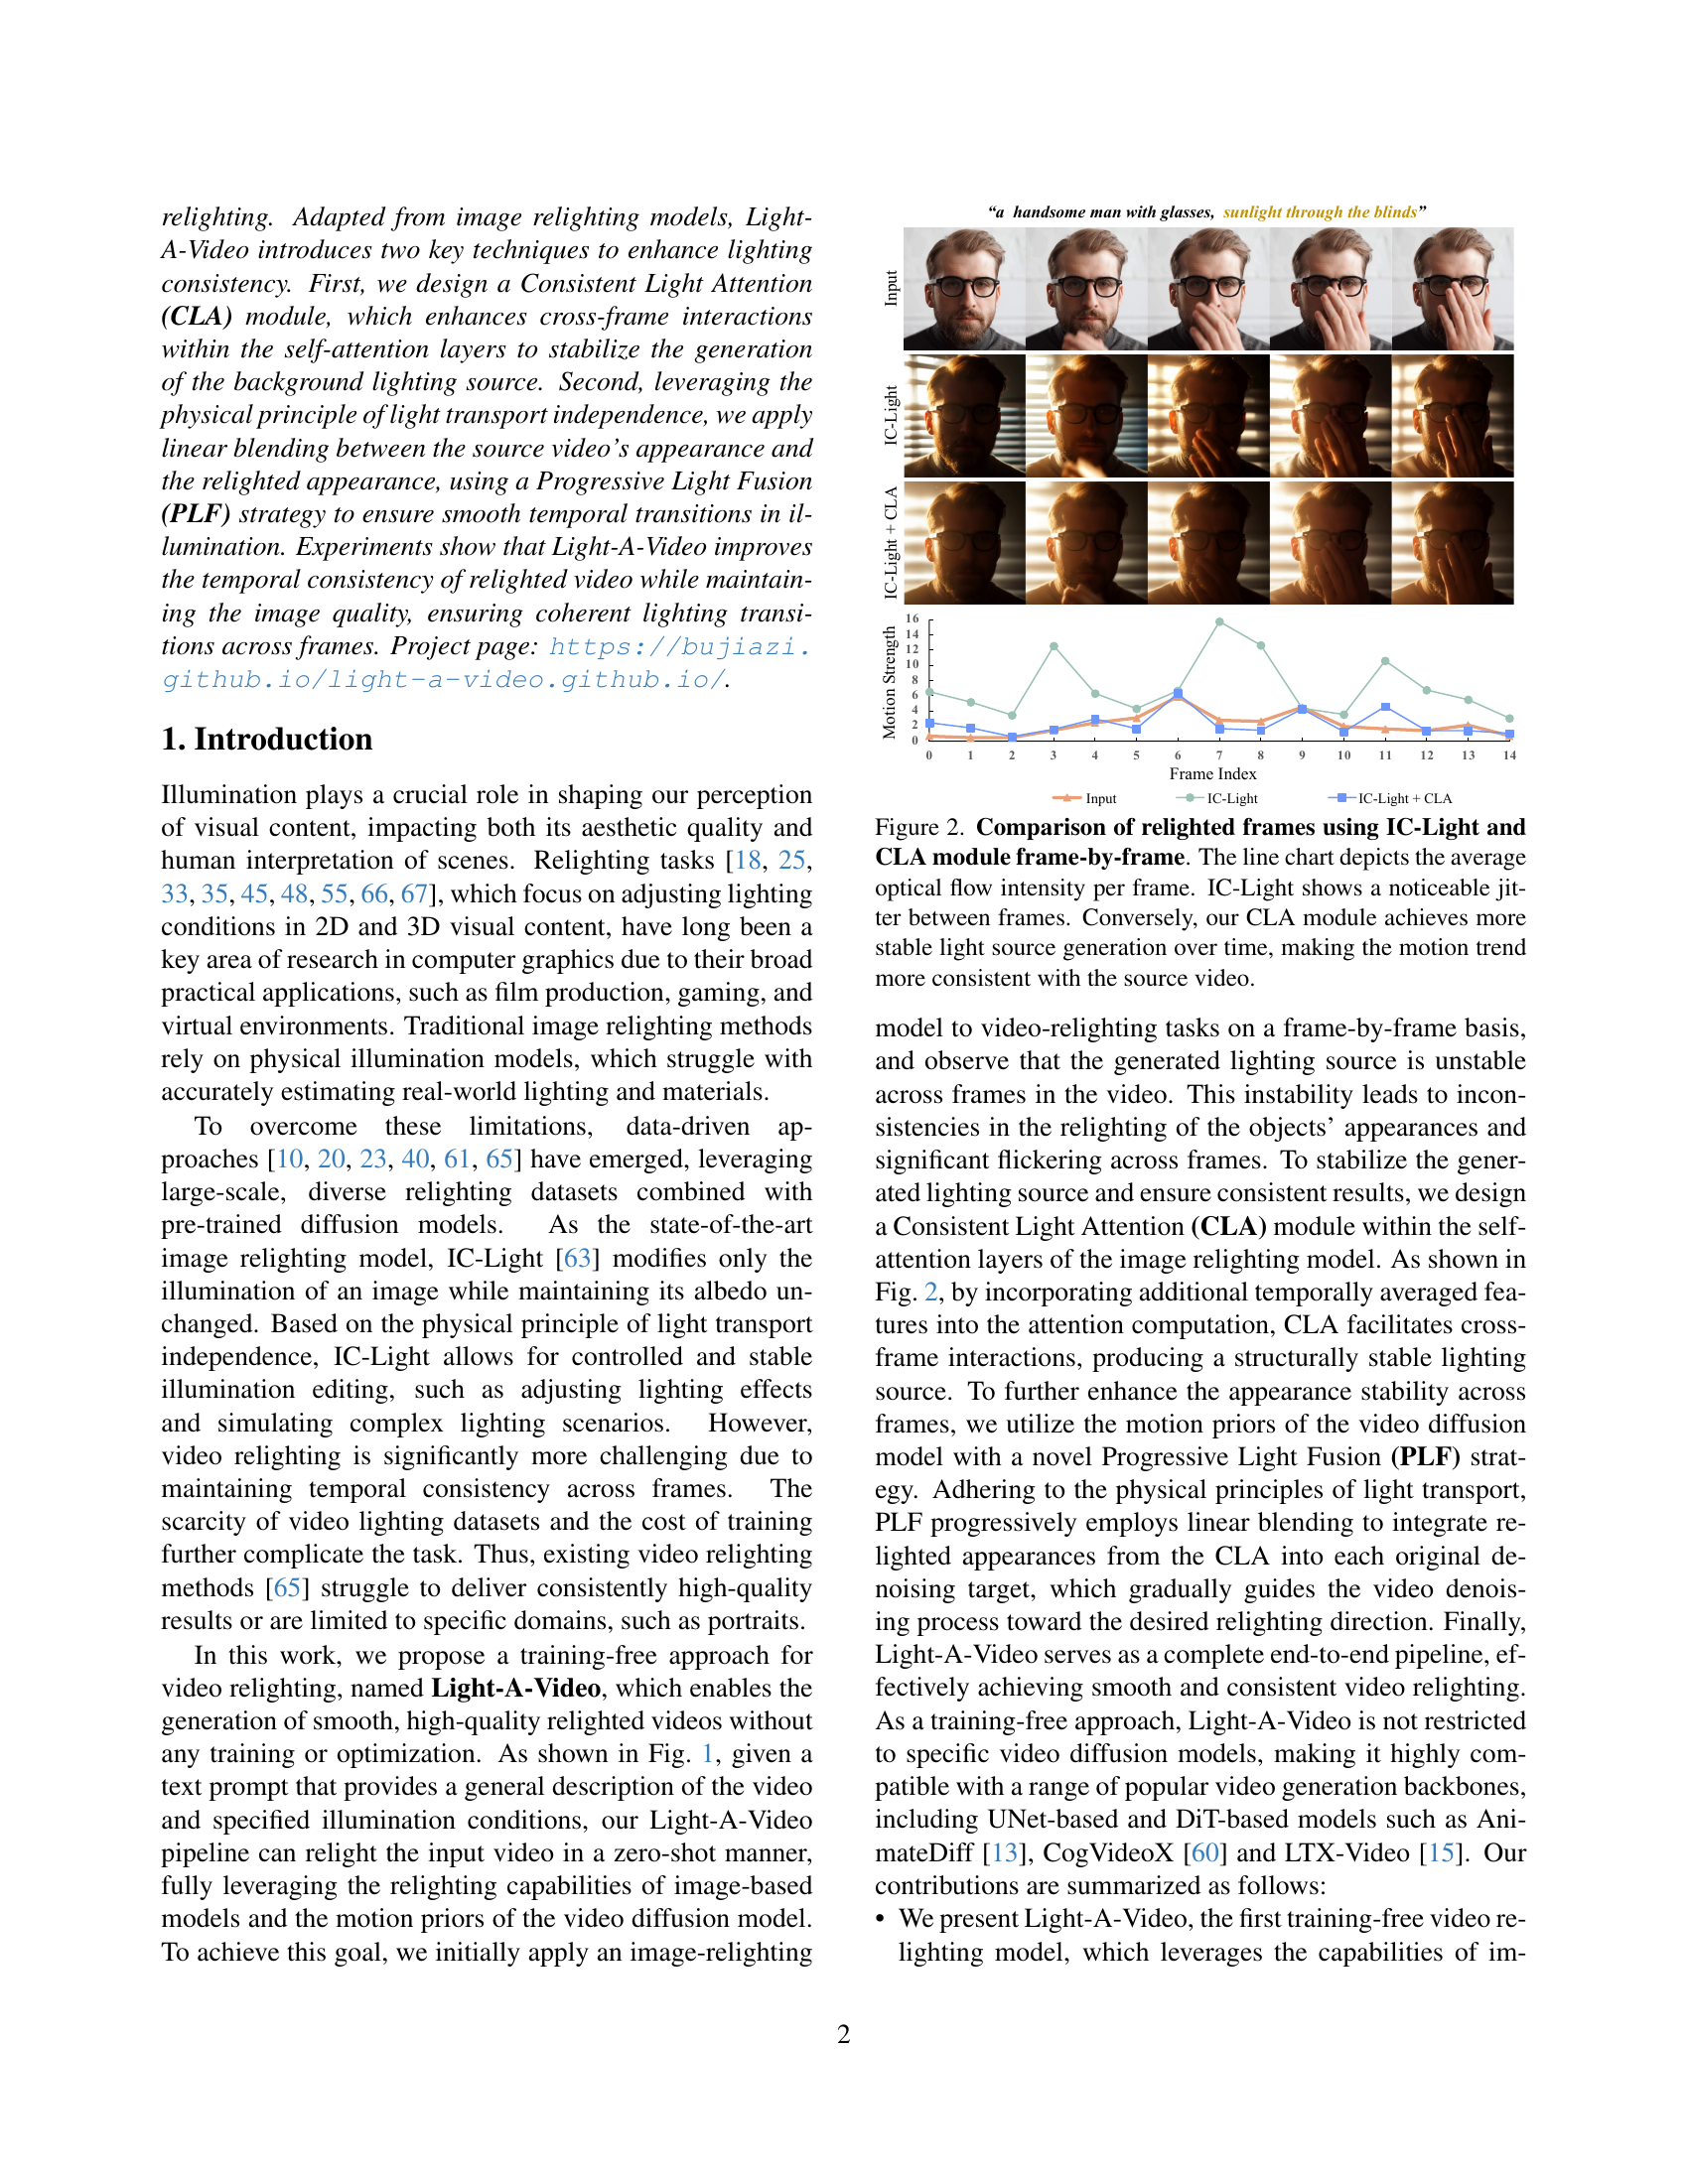 relighting. Adapted from image relighting models, Light-
A-Video introduces two key techniques to enhance lighting
consistency. First, we design a Consistent Light Attention
(CLA) module, which enhances cross-frame interactions
within the self-attention layers to stabilize the generation
of the background lighting source. Second, leveraging the
physical principle of light transport independence, we apply
linear blending between the source video's appearance and
the relighted appearance, using a Progressive Light Fusion
(PLF) strategy to ensure smooth temporal transitions in il-
lumination. Experiments show that Light-A-Video improves
the temporal consistency of relighted video while maintain-
ing the image quality, ensuring coherent lighting transi-
tions across frames. Project page: https://bujiazi.
github.io/light-a-video.github.io/.
1. Introduction
Illumination plays a crucial role in shaping our perception
of visual content, impacting both its aesthetic quality and
human interpretation of scenes. Relighting tasks [18, 25,
33, 35, 45, 48, 55, 66, 67], which focus on adjusting lighting
conditions in 2D and 3D visual content, have long been a
key area of research in computer graphics due to their broad
practical applications, such as film production, gaming, and
virtual environments. Traditional image relighting methods
rely on physical illumination models, which struggle with
accurately estimating real-world lighting and materials.
To overcome these limitations, data-driven ap-
proaches [10, 20, 23, 40, 61, 65] have emerged, leveraging
large-scale, diverse relighting datasets combined with
pre-trained diffusion models. As the state-of-the-art
image relighting model, IC-Light [63] modifies only the
illumination of an image while maintaining its albedo un-
changed. Based on the physical principle of light transport
independence, IC-Light allows for controlled and stable
illumination editing, such as adjusting lighting effects
and simulating complex lighting scenarios. However,
video relighting is significantly more challenging due to
maintaining temporal consistency across frames. The
scarcity of video lighting datasets and the cost of training
further complicate the task. Thus, existing video relighting
methods [65] struggle to deliver consistently high-quality
results or are limited to specific domains, such as portraits.
In this work, we propose a training-free approach for
video relighting, named Light-A-Video, which enables the
generation of smooth, high-quality relighted videos without
any training or optimization. As shown in Fig. 1, given a
text prompt that provides a general description of the video
and specified illumination conditions, our Light-A-Video
pipeline can relight the input video in a zero-shot manner,
fully leveraging the relighting capabilities of image-based
models and the motion priors of the video diffusion model.
To achieve this goal, we initially apply an image-relighting
"a handsome man with glasses, sunlight through the blinds"
Input
IC-Light
IC-Light + CLA
Motion Strength
16
14
12
10
8
6
4
2
0
0 1 2 3 4 5 6 7 8 9 10 11 12 13 14
Frame Index
Input IC-Light IC-Light + CLA
Figure 2. Comparison of relighted frames using IC-Light and
CLA module frame-by-frame. The line chart depicts the average
optical flow intensity per frame. IC-Light shows a noticeable jit-
ter between frames. Conversely, our CLA module achieves more
stable light source generation over time, making the motion trend
more consistent with the source video.
model to video-relighting tasks on a frame-by-frame basis,
and observe that the generated lighting source is unstable
across frames in the video. This instability leads to incon-
sistencies in the relighting of the objects' appearances and
significant flickering across frames. To stabilize the gener-
ated lighting source and ensure consistent results, we design
a Consistent Light Attention (CLA) module within the self-
attention layers of the image relighting model. As shown in
Fig. 2, by incorporating additional temporally averaged fea-
tures into the attention computation, CLA facilitates cross-
frame interactions, producing a structurally stable lighting
source. To further enhance the appearance stability across
frames, we utilize the motion priors of the video diffusion
model with a novel Progressive Light Fusion (PLF) strat-
egy. Adhering to the physical principles of light transport,
PLF progressively employs linear blending to integrate re-
lighted appearances from the CLA into each original de-
noising target, which gradually guides the video denois-
ing process toward the desired relighting direction. Finally,
Light-A-Video serves as a complete end-to-end pipeline, ef-
fectively achieving smooth and consistent video relighting.
As a training-free approach, Light-A-Video is not restricted
to specific video diffusion models, making it highly com-
patible with a range of popular video generation backbones,
including UNet-based and DiT-based models such as Ani-
mateDiff [13], CogVideoX [60] and LTX-Video [15]. Our
contributions are summarized as follows:
• We present Light-A-Video, the first training-free video re-
lighting model, which leverages the capabilities of im-
2